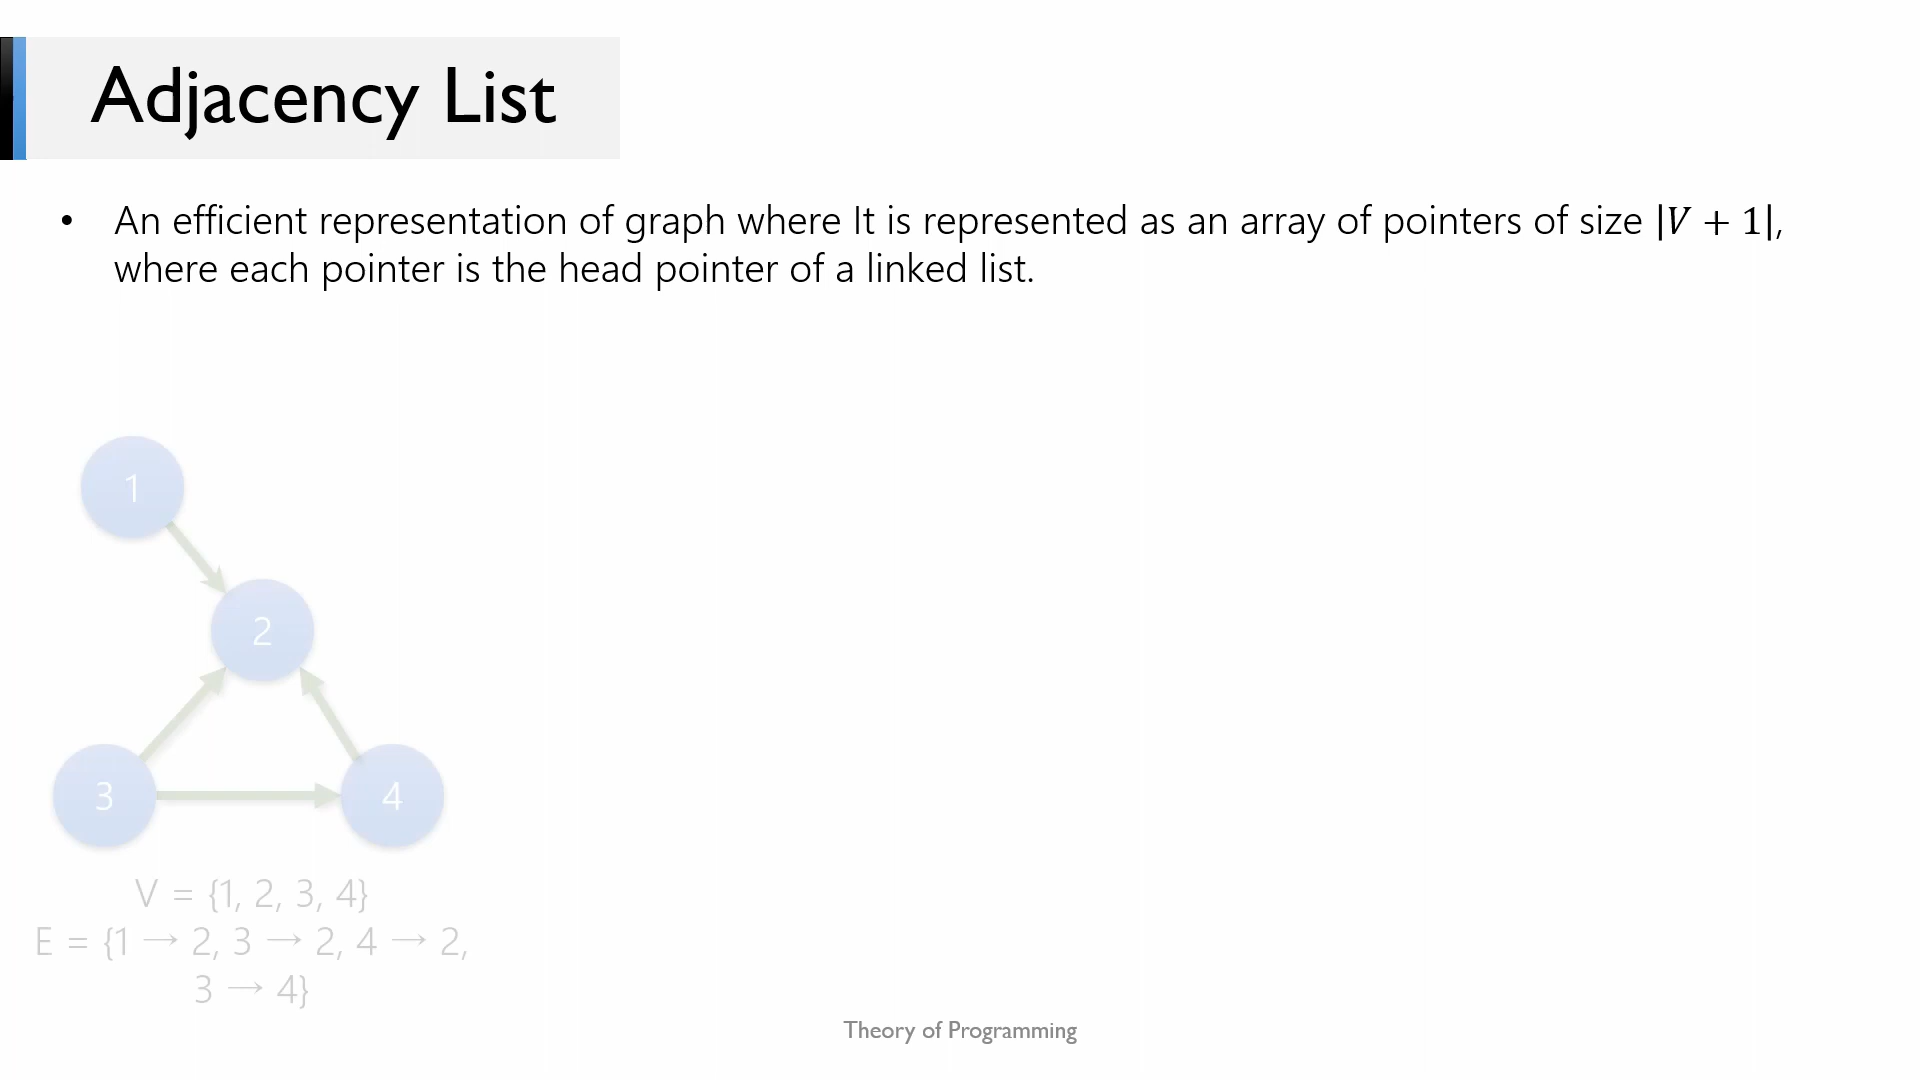 Adjacency List
• An efficient representation of graph where It is represented as an array of pointers of size |V + 1|,
where each pointer is the head pointer of a linked list.
1
2
3
4
V = {1, 2, 3, 4}
E = {1 → 2, 3 → 2, 4 → 2,
3 → 4}
Theory of Programming